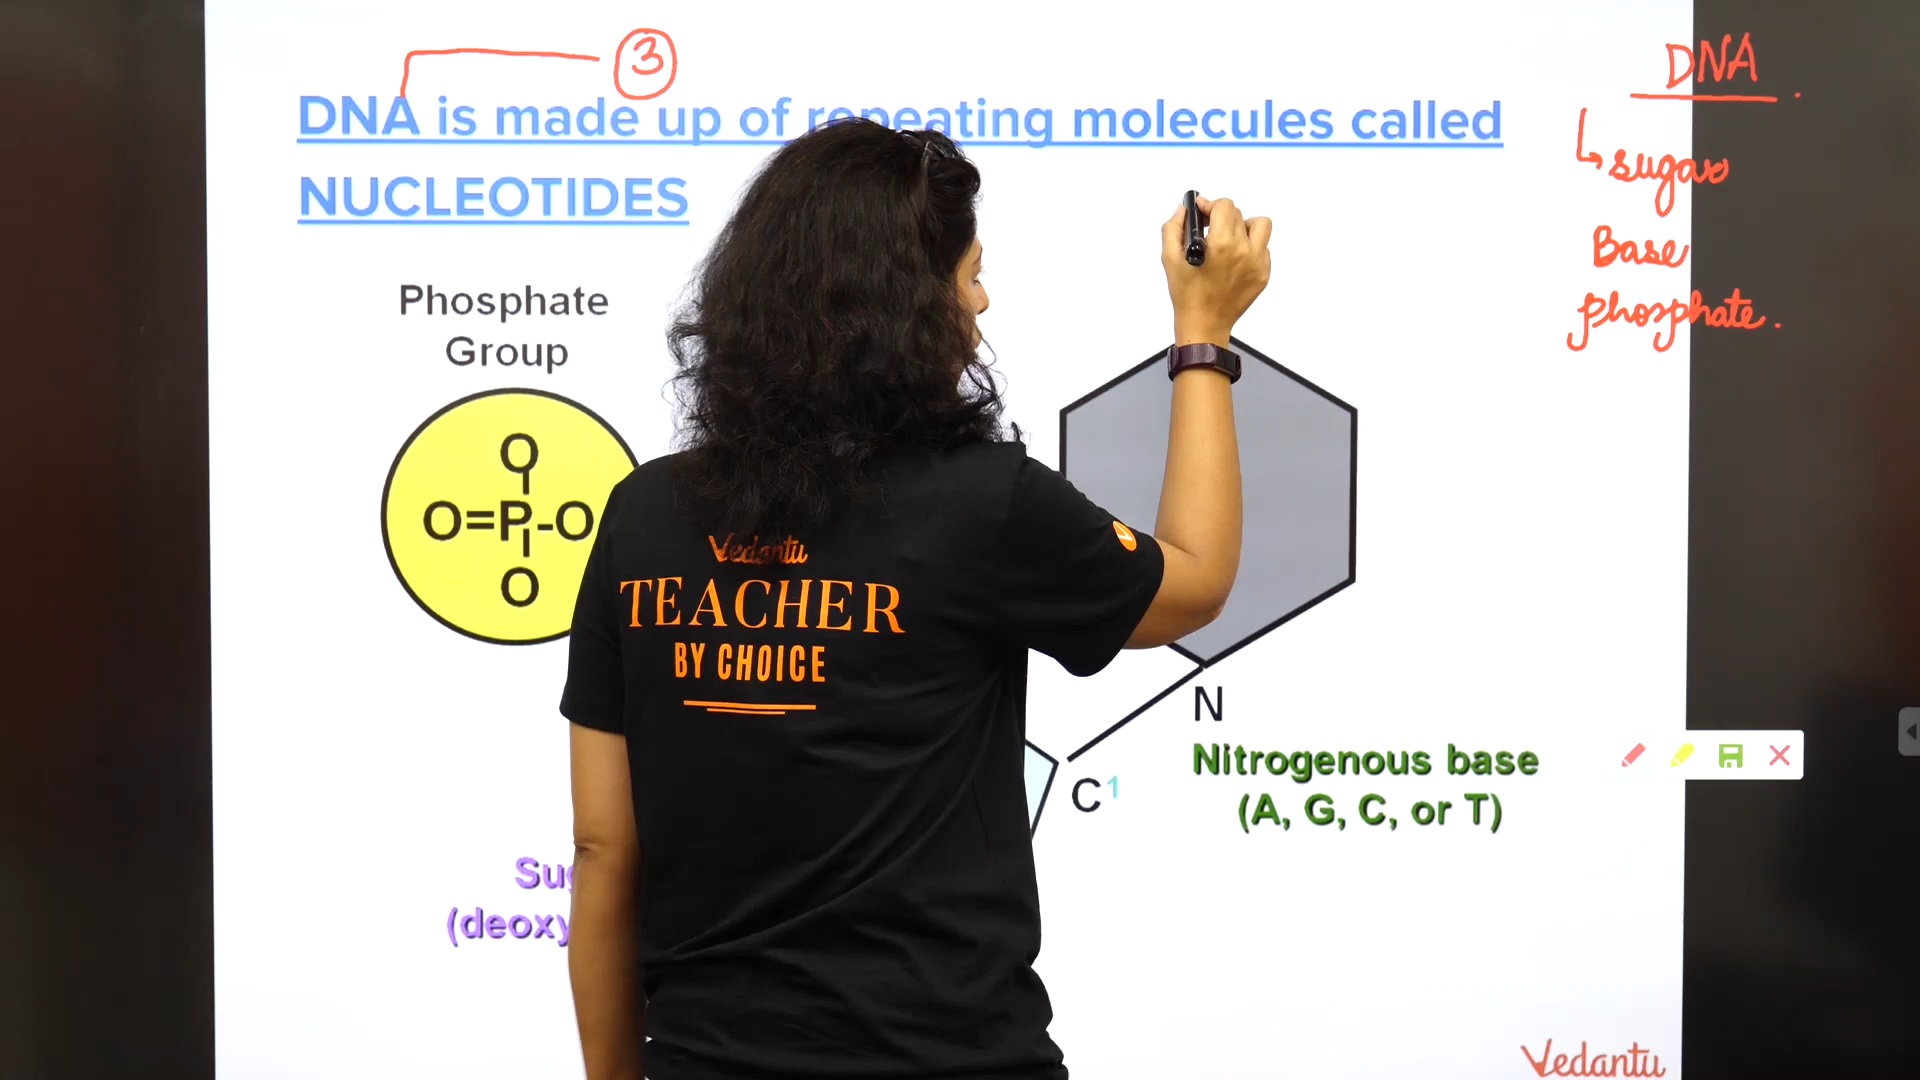 3
DNA is made up of repeating molecules called
NUCLEOTIDES
DNA
sugar
Base
phosphate.
Phosphate
Group
O
O=P-O
O
N
C1
Nitrogenous base
(A, G, C, or T)
Vedantu
TEACHER
BY CHOICE
Vedantu